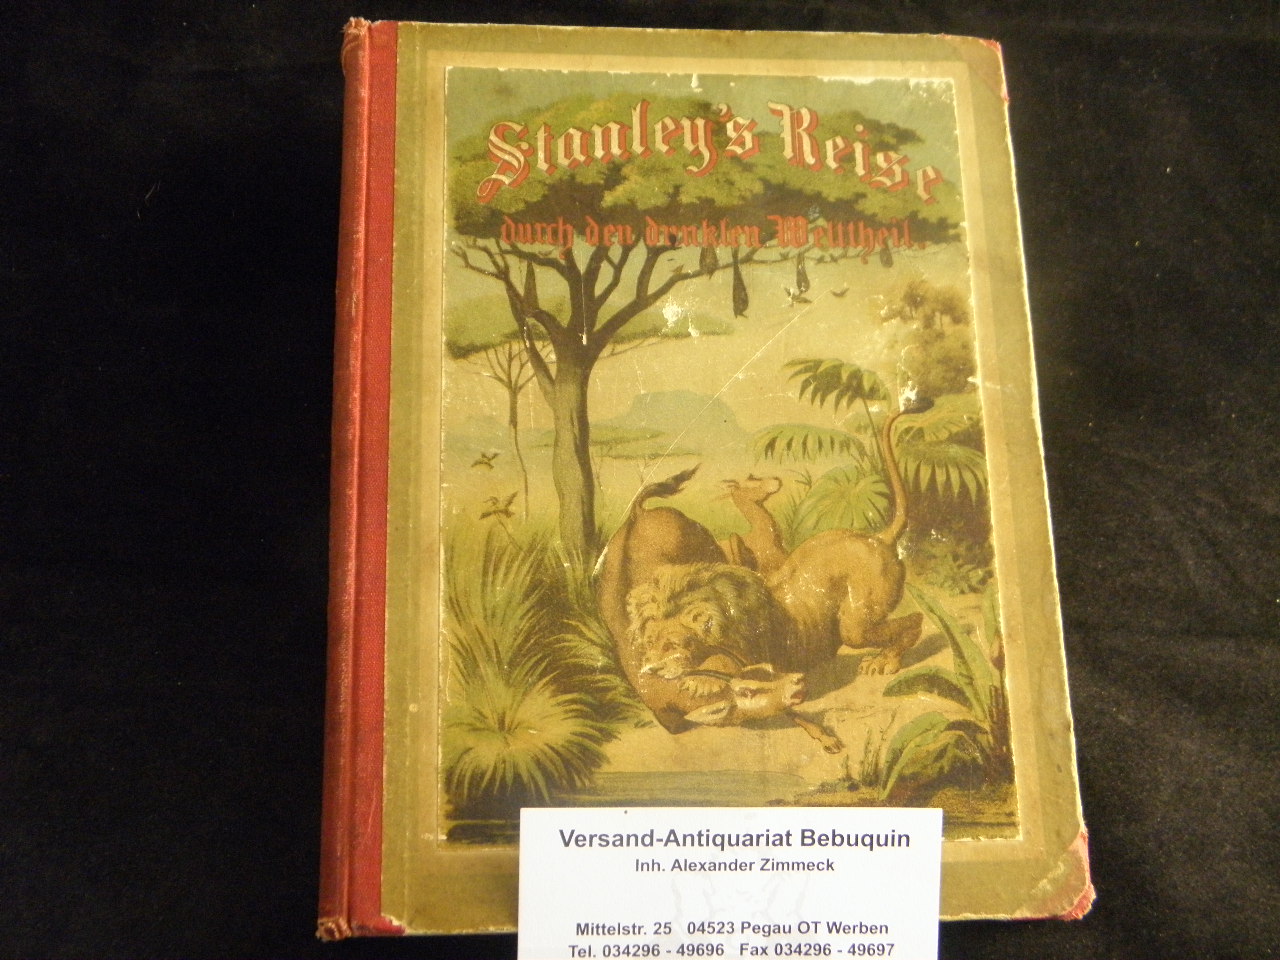 Stanley's Reise
durch den dunklen Welttheil.
Versand-Antiquariat Bebuquin
Inh. Alexander Zimmeck
Mittelstr. 25 04523 Pegau OT Werben
Tel. 034296 - 49696 Fax 034296 - 49697